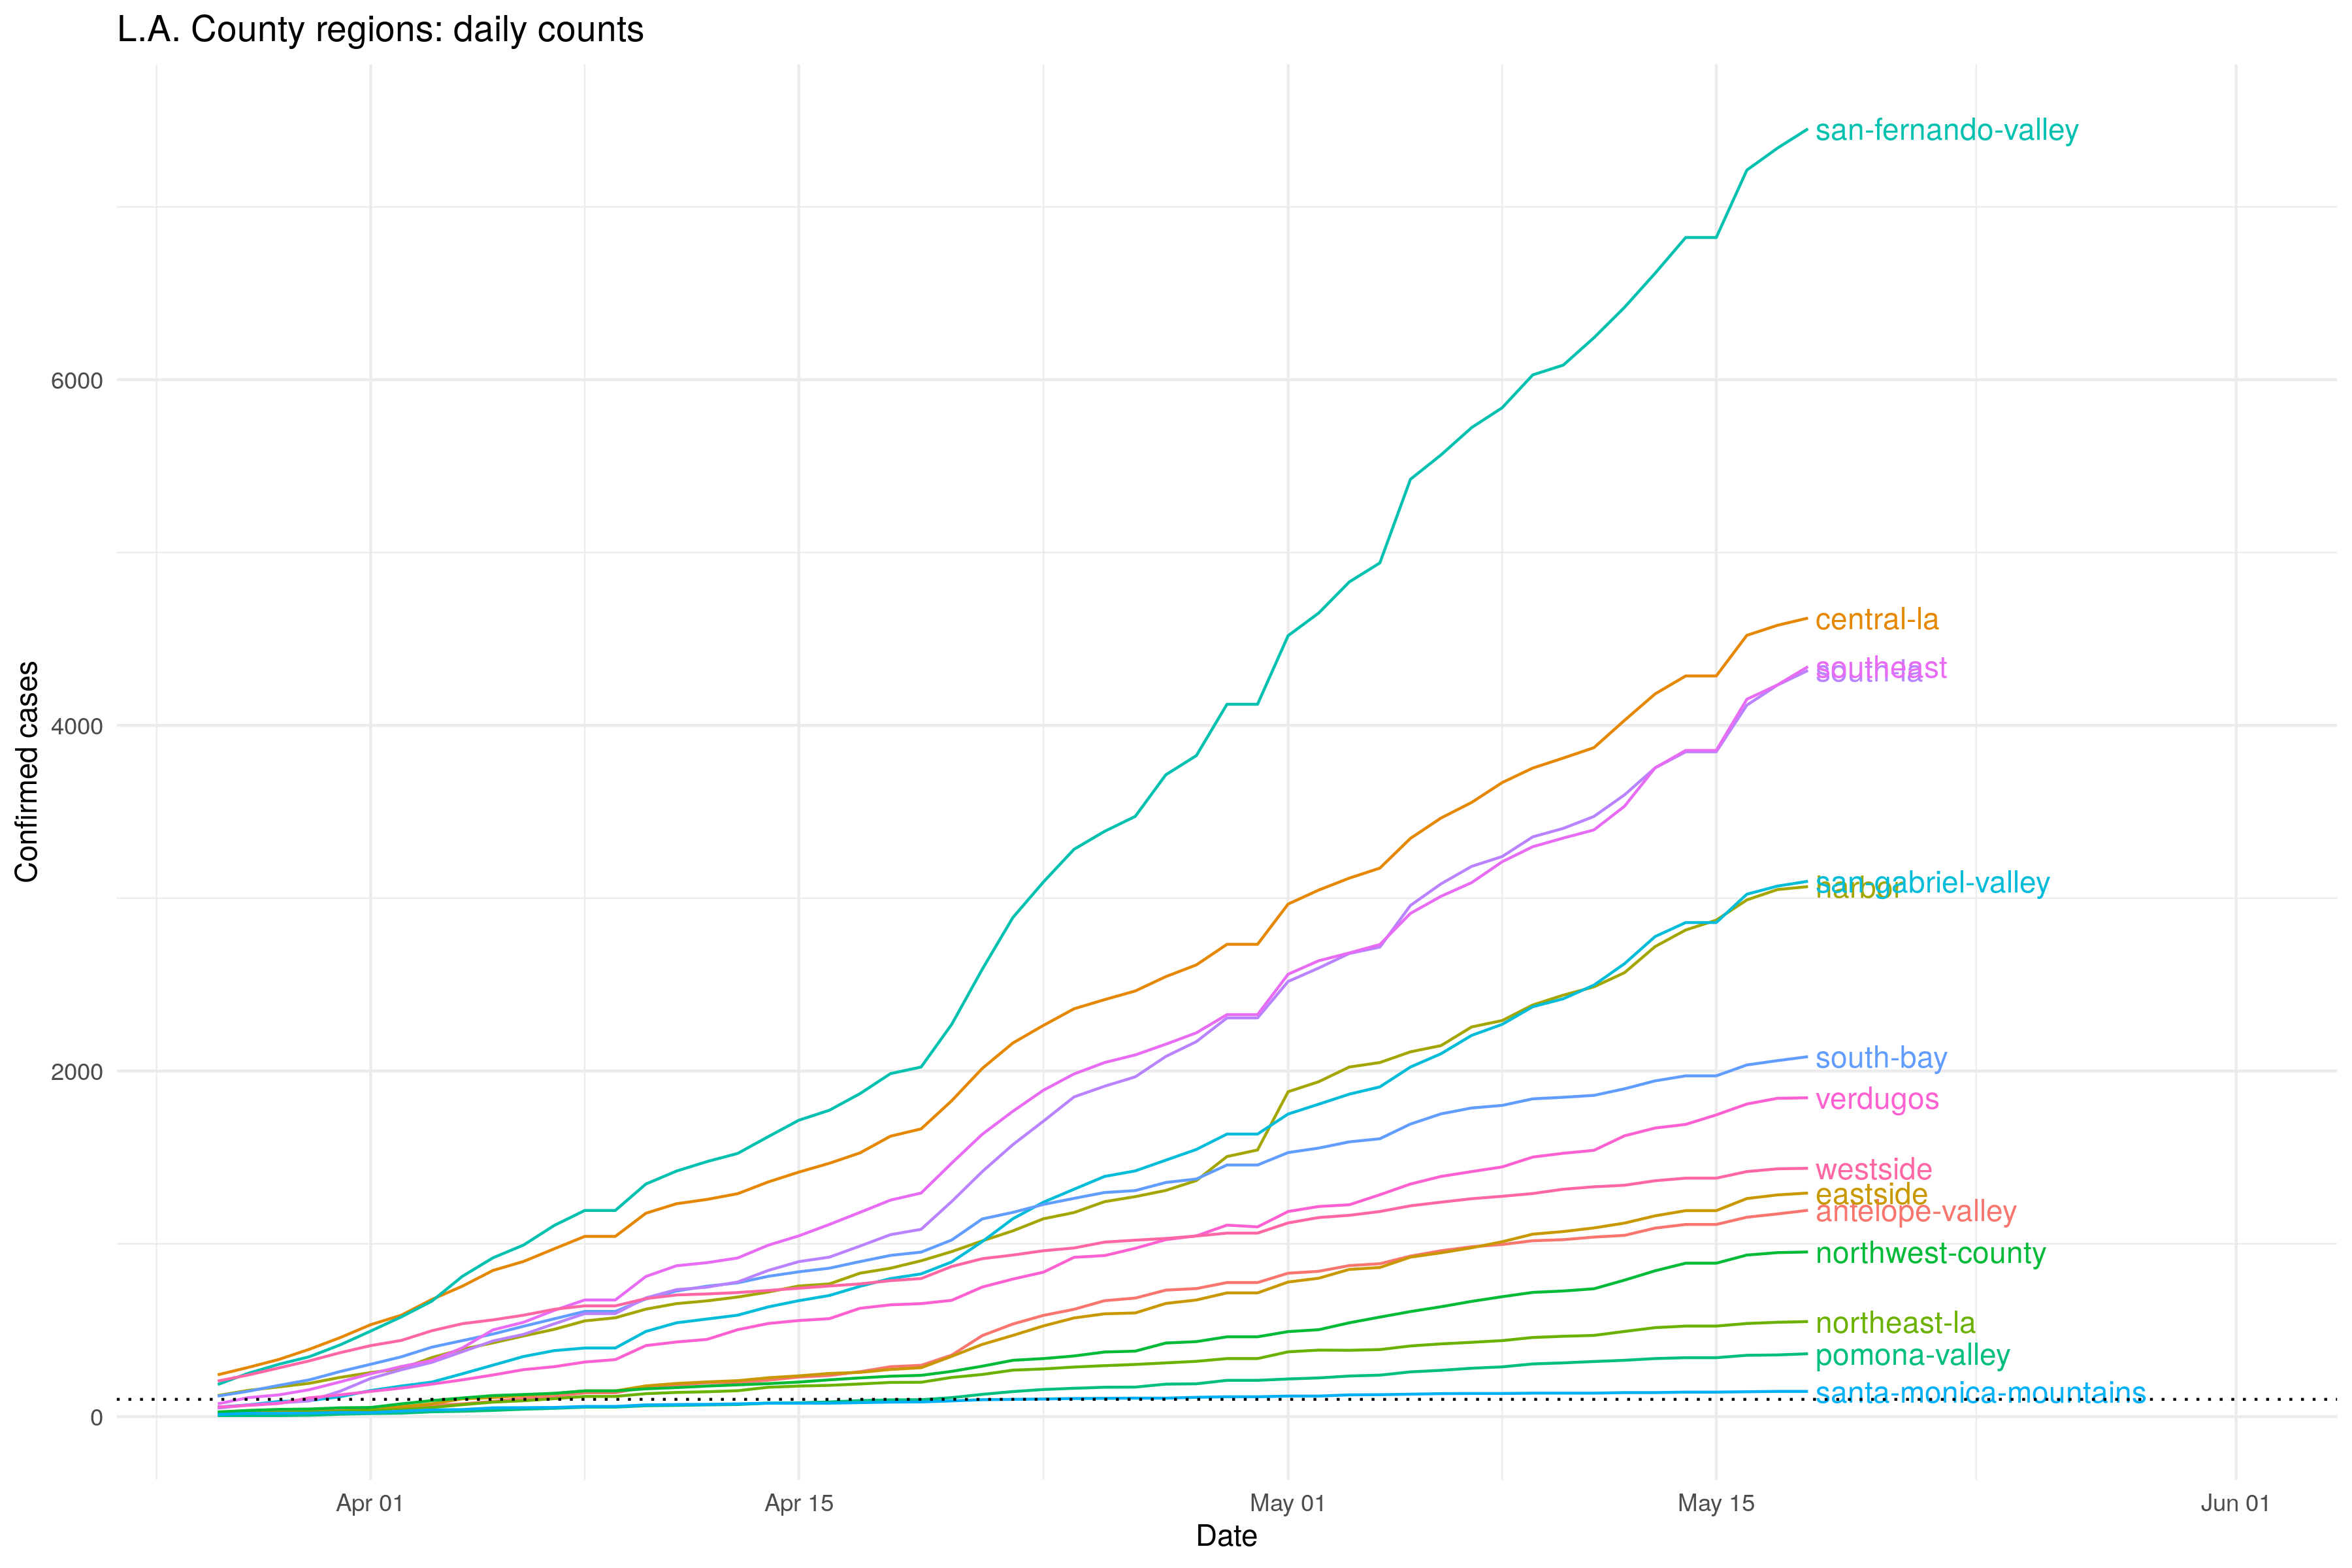 L.A. County regions: daily counts
san-fernando-valley
6000
central-la
southeast
south-la
4000
Confirmed cases
san-gabriel-valley
harbor
2000
south-bay
verdugos
westside
eastside
antelope-valley
northwest-county
northeast-la
pomona-valley
santa-monica-mountains
0
Apr 01
Apr 15
May 01
May 15
Jun 01
Date